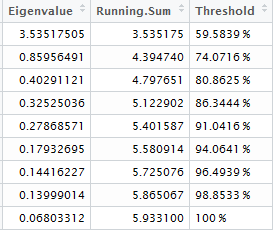 Eigenvalue Running.Sum Threshold
3.53517505 3.535175 59.5839 %
0.85956491 4.394740 74.0716 %
0.40291121 4.797651 80.8625 %
0.32525036 5.122902 86.3444 %
0.27868571 5.401587 91.0416 %
0.17932695 5.580914 94.0641 %
0.14416227 5.725076 96.4939 %
0.13999014 5.865067 98.8533 %
0.06803312 5.933100 100 %